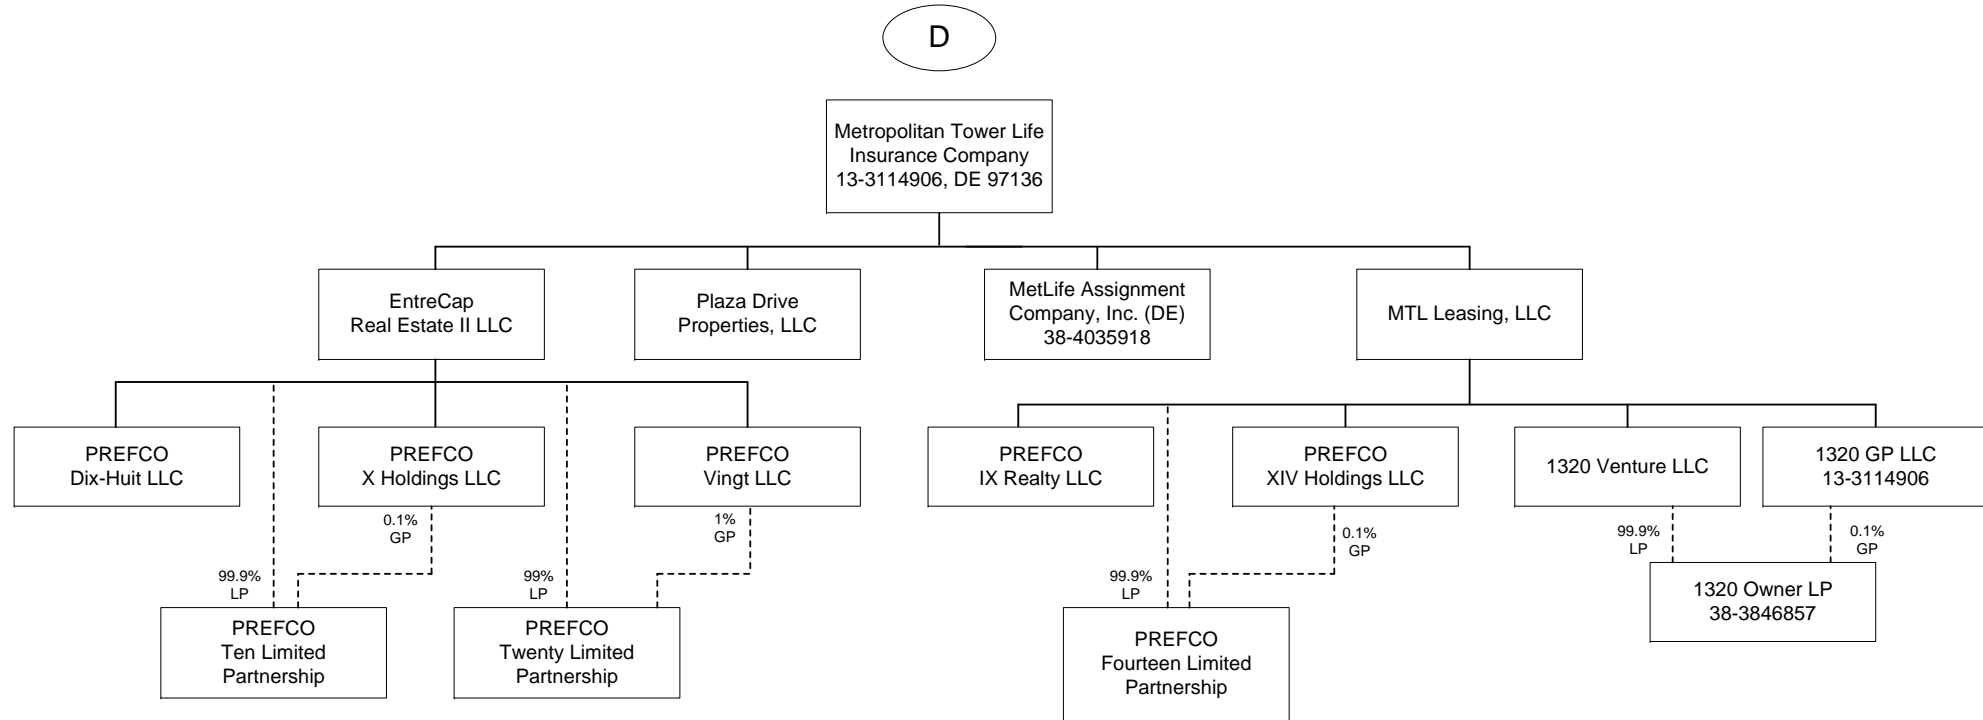 D
Metropolitan Tower Life
Insurance Company
13-3114906, DE 97136
EntreCap
Real Estate II LLC
Plaza Drive
Properties, LLC
MetLife Assignment
Company, Inc. (DE)
38-4035918
MTL Leasing, LLC
PREFCO
Dix-Huit LLC
PREFCO
X Holdings LLC
PREFCO
Vingt LLC
PREFCO
IX Realty LLC
PREFCO
XIV Holdings LLC
1320 Venture LLC
1320 GP LLC
13-3114906
0.1%
GP
1%
GP
0.1%
GP
99.9%
LP
0.1%
GP
99.9%
LP
99%
LP
99.9%
LP
1320 Owner LP
38-3846857
PREFCO
Ten Limited
Partnership
PREFCO
Twenty Limited
Partnership
PREFCO
Fourteen Limited
Partnership